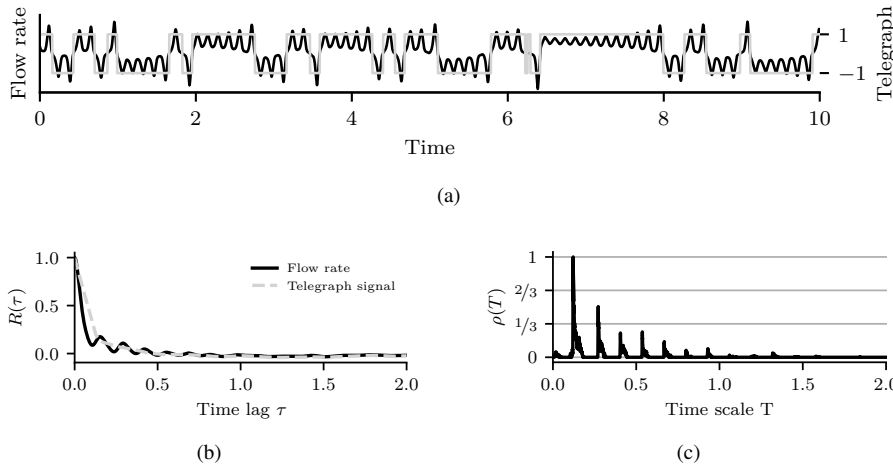 Flow rate
1
−1
Telegraph
0 2 4 6 8 10
Time
(a)
R(τ)
1.0
0.5
0.0
Flow rate
Telegraph signal
0.0 0.5 1.0 1.5 2.0
Time lag τ
(b)
ρ(T)
1
2/3
1/3
0
0.0 0.5 1.0 1.5 2.0
Time scale T
(c)